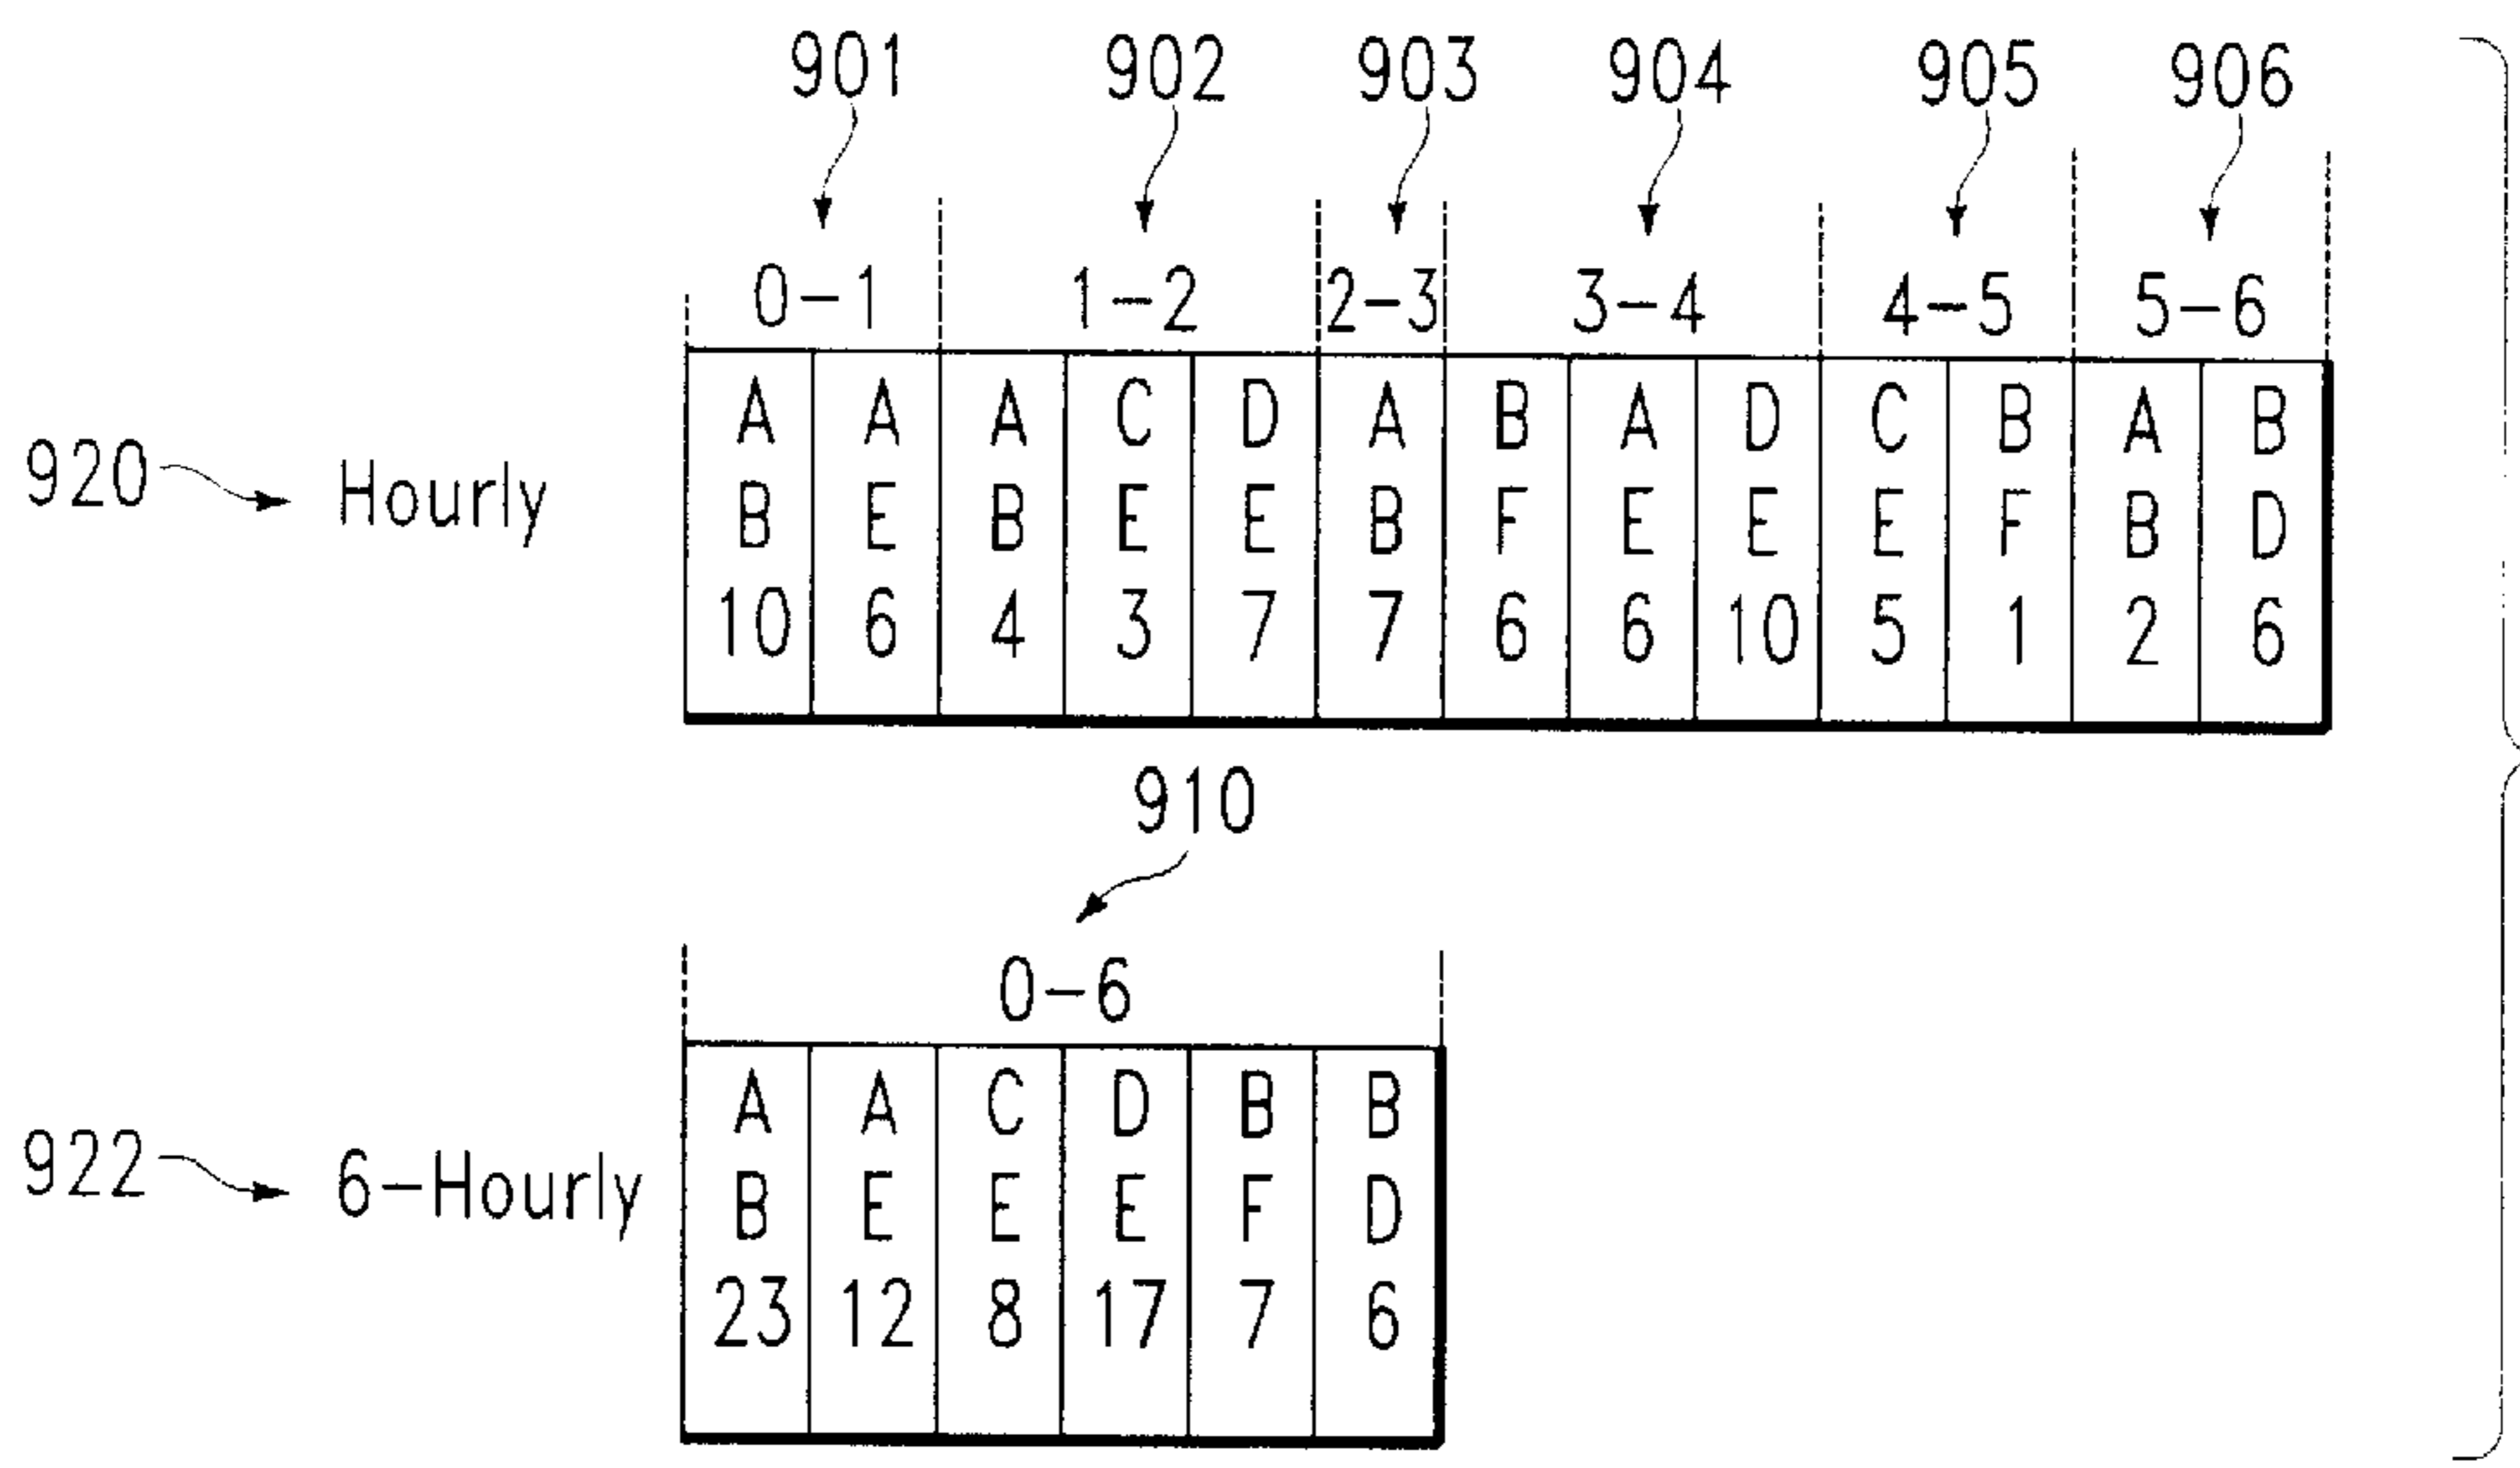 901 902 903 904 905 906
0-1 1-2 2-3 3-4 4-5 5-6
A A A C D A B A D C B A B
920 Hourly B E B E E B F E E E F B D
10 6 4 3 7 7 6 6 10 5 1 2 6
910
0-6
A A C D B B
922 6-Hourly B E E E F D
23 12 8 17 7 6